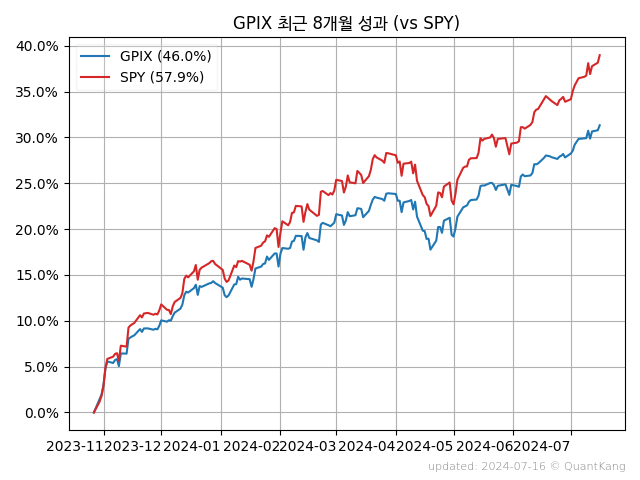 GPIX 최근 8개월 성과 (vs SPY)
GPIX (46.0%)
SPY (57.9%)
40.0%
35.0%
30.0%
25.0%
20.0%
15.0%
10.0%
5.0%
0.0%
2023-11 2023-12 2024-01 2024-02 2024-03 2024-04 2024-05 2024-06 2024-07
updated: 2024-07-16 © QuantKang